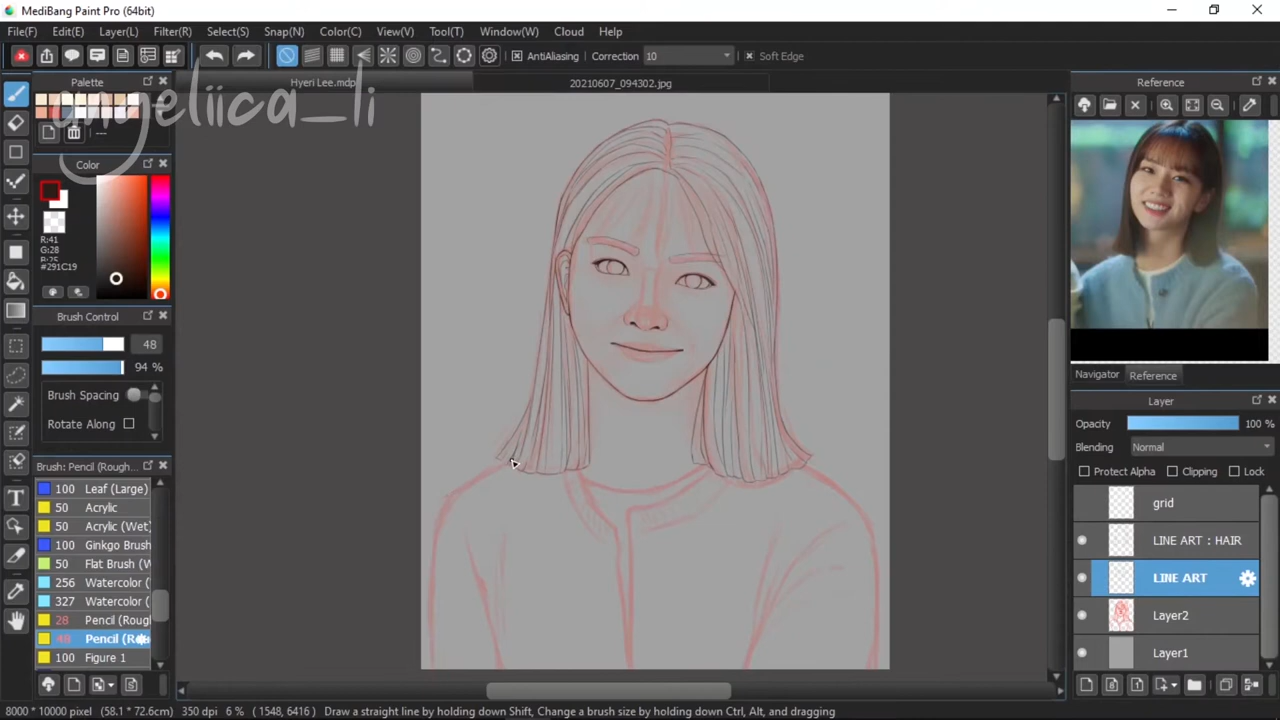 MediBang Paint Pro (64bit)
File(F) Edit(E) Layer(L) Filter(R) Select(S) Snap(N) Color(C) View(V) Tool(T) Window(W) Cloud Help
AntiAliasing Correction 10 Soft Edge
Palette
Hyeri Lee.mdp
20210607_094302.jpg
Reference
angeliica_li
---
Color
R:41
G:28
B:25
#291C19
Brush Control
48
94 %
Brush Spacing
Rotate Along
Brush: Pencil (Rough...
100 Leaf (Large)
50 Acrylic
50 Acrylic (Wet)
100 Ginkgo Brush
50 Flat Brush (W
256 Watercolor (
327 Watercolor (
28 Pencil (Roug
48 Pencil (Ro
100 Figure 1
Navigator Reference
Layer
Opacity 100 %
Blending Normal
Protect Alpha Clipping Lock
grid
LINE ART : HAIR
LINE ART
Layer2
Layer1
8000 * 10000 pixel (58.1 * 72.6cm) 350 dpi 6 % ( 1548, 6416 ) Draw a straight line by holding down Shift, Change a brush size by holding down Ctrl, Alt, and dragging